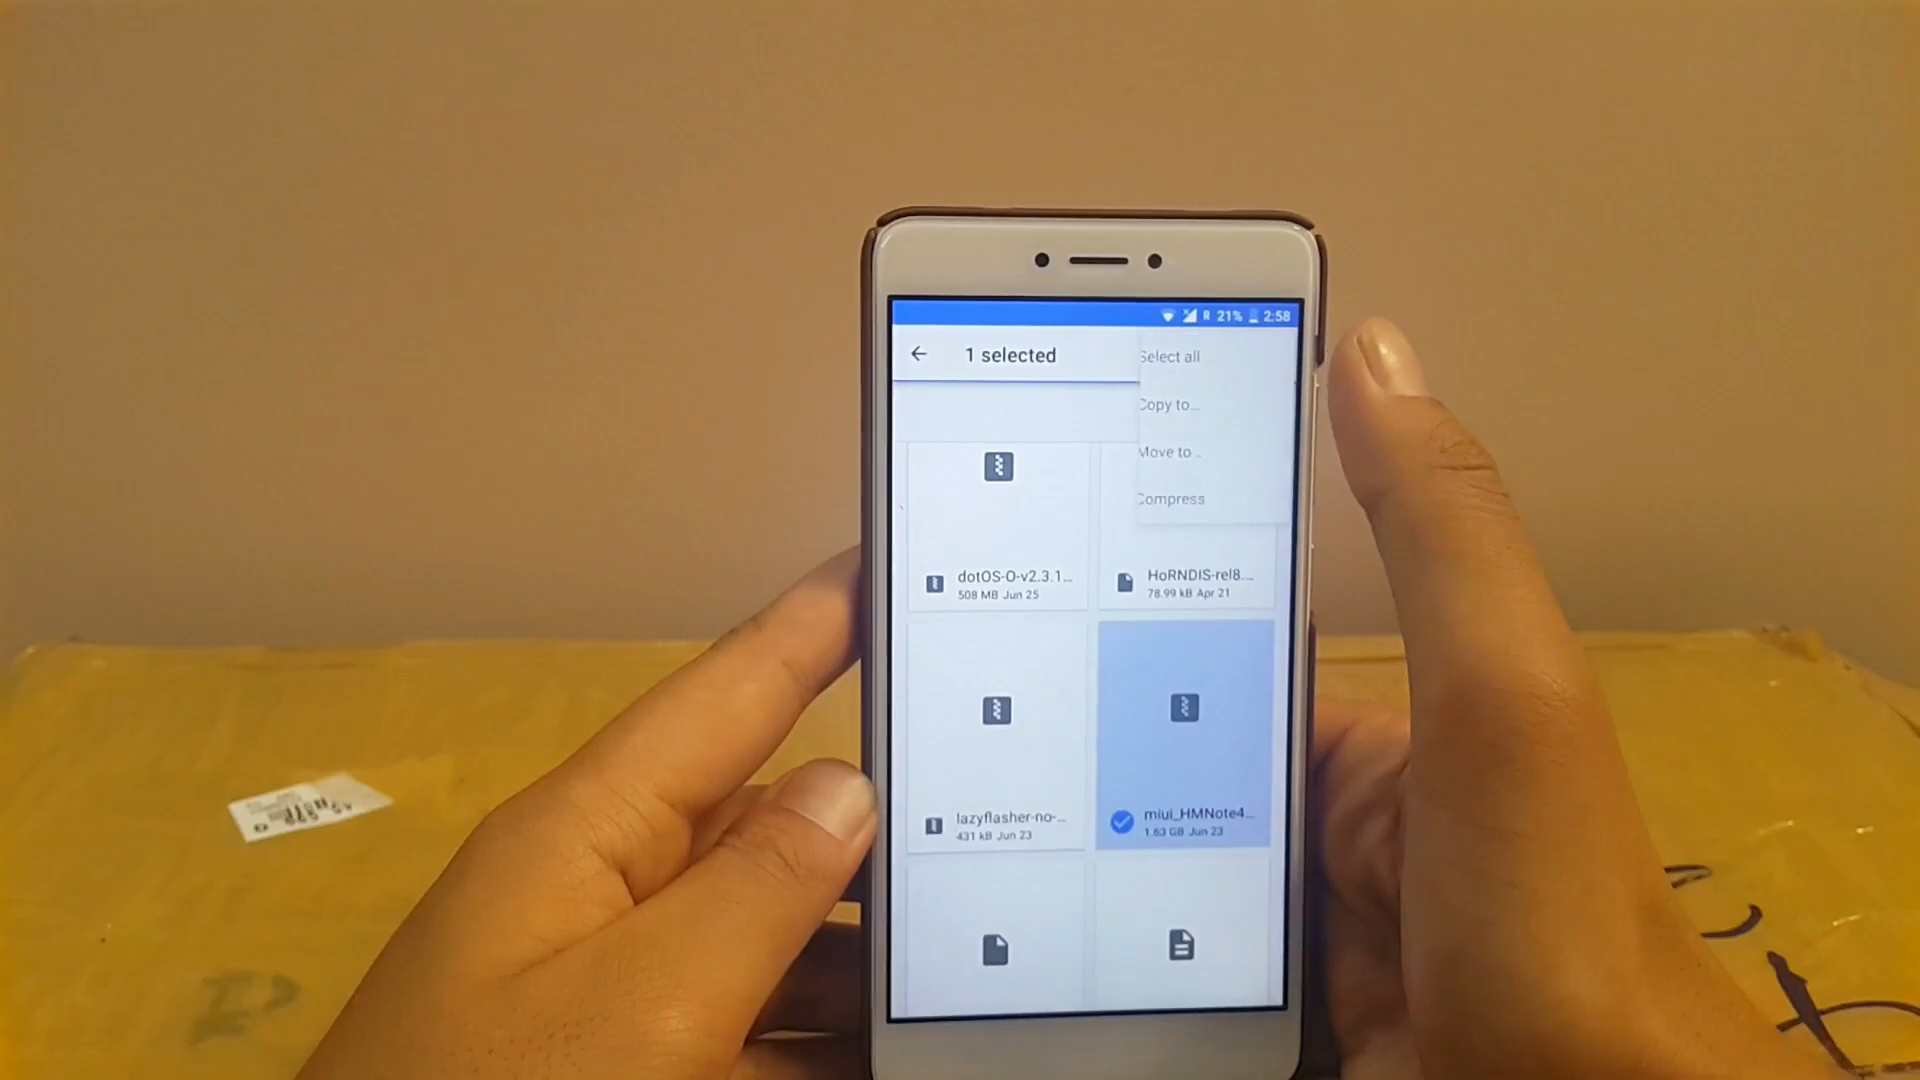 R 21% 2:58
1 selected
Select all
Copy to...
Move to...
Compress
dotOS-O-v2.3.1...
508 MB Jun 25
HoRNDIS-rel8....
78.99 kB Apr 21
lazyflasher-no-...
431 kB Jun 23
miui_HMNote4...
1.63 GB Jun 23